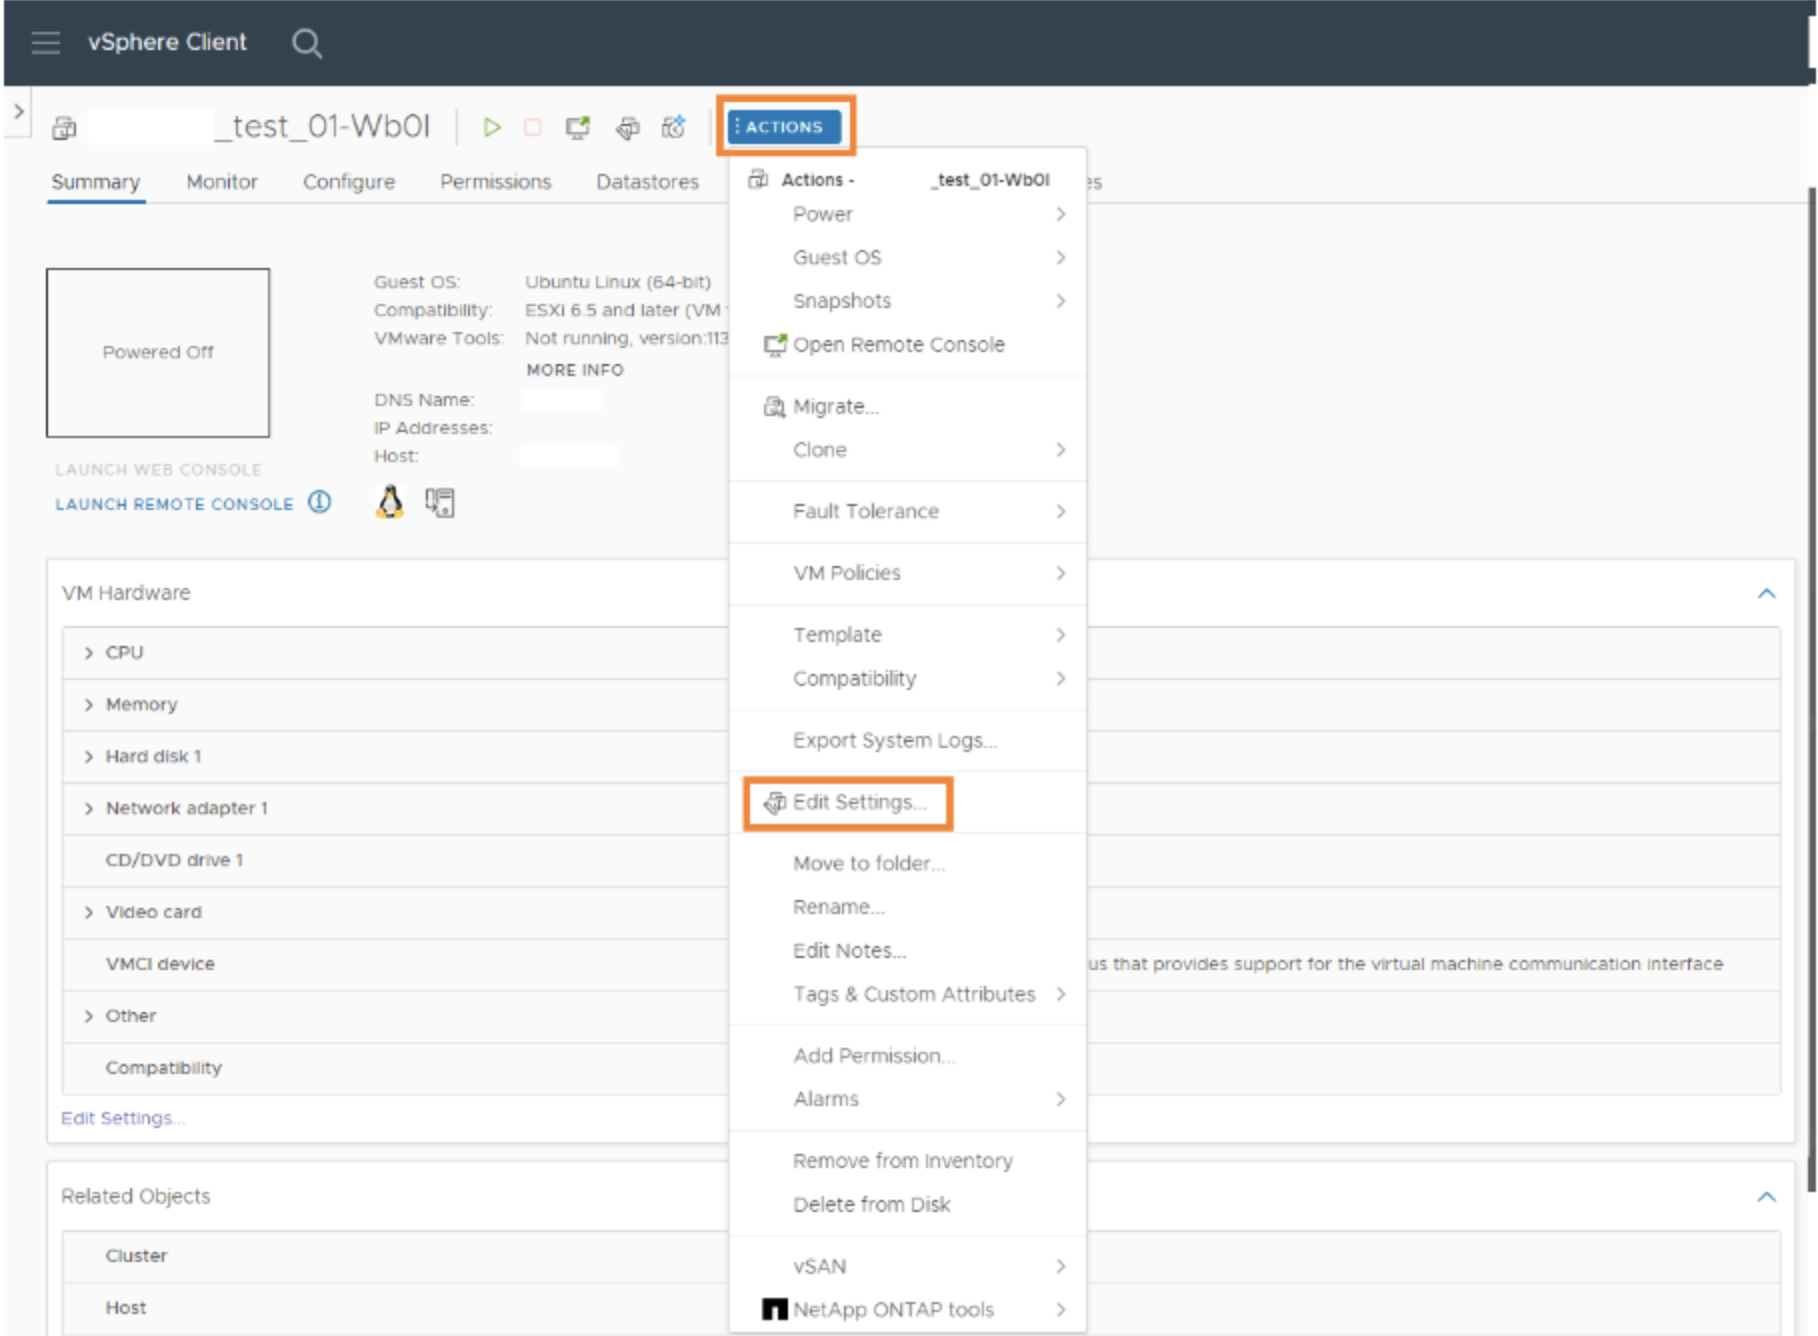 vSphere Client
_test_01-Wb0I
ACTIONS
Summary Monitor Configure Permissions Datastores es
Actions - _test_01-Wb0I
Power
Guest OS
Snapshots
Open Remote Console
Migrate...
Clone
Fault Tolerance
VM Policies
Template
Compatibility
Export System Logs...
Edit Settings...
Move to folder...
Rename...
Edit Notes...
Tags & Custom Attributes
Add Permission...
Alarms
Remove from Inventory
Delete from Disk
vSAN
NetApp ONTAP tools
Powered Off
LAUNCH WEB CONSOLE
LAUNCH REMOTE CONSOLE
Guest OS: Ubuntu Linux (64-bit)
Compatibility: ESXi 6.5 and later (VM
VMware Tools: Not running, version:113
MORE INFO
DNS Name:
IP Addresses:
Host:
VM Hardware
CPU
Memory
Hard disk 1
Network adapter 1
CD/DVD drive 1
Video card
VMCI device us that provides support for the virtual machine communication interface
Other
Compatibility
Edit Settings...
Related Objects
Cluster
Host